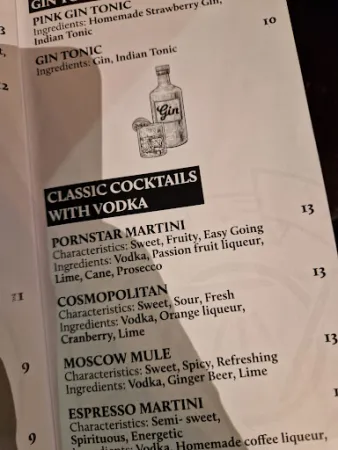 GIN TO
PINK GIN TONIC
Ingredients: Homemade Strawberry Gin,
Indian Tonic
10
GIN TONIC
Ingredients: Gin, Indian Tonic
Gin
CLASSIC COCKTAILS
WITH VODKA
PORNSTAR MARTINI 13
Characteristics: Sweet, Fruity, Easy Going
Ingredients: Vodka, Passion fruit liqueur,
Lime, Cane, Prosecco
COSMOPOLITAN 13
Characteristics: Sweet, Sour, Fresh
Ingredients: Vodka, Orange liqueur,
Cranberry, Lime
11
MOSCOW MULE 13
Characteristics: Sweet, Spicy, Refreshing
Ingredients: Vodka, Ginger Beer, Lime
9
ESPRESSO MARTINI
Characteristics: Semi- sweet,
Spirituous, Energetic
Ingredients: Vodka, Homemade coffee liqueur,
9